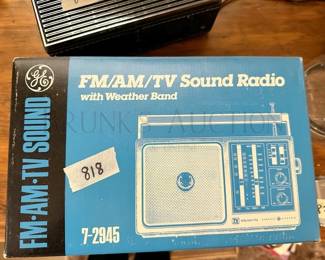 GE
FM•AM•TV SOUND
FM/AM/TV Sound Radio
with Weather Band
818
7-2945